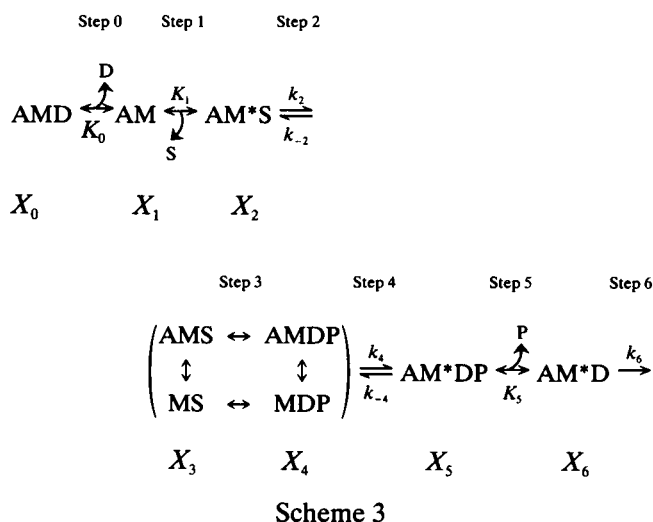 Step 0 Step 1 Step 2
D
AMD ↔ AM ↔ AM*S ⇌
K₀ K₁ k₂ k₋₂
S
X₀ X₁ X₂
Step 3 Step 4 Step 5 Step 6
AMS ↔ AMDP
↕ ↕
MS ↔ MDP
k₄ k₋₄
P
⇌ AM*DP ↔ AM*D →
K₅ k₆
X₃ X₄ X₅ X₆
Scheme 3